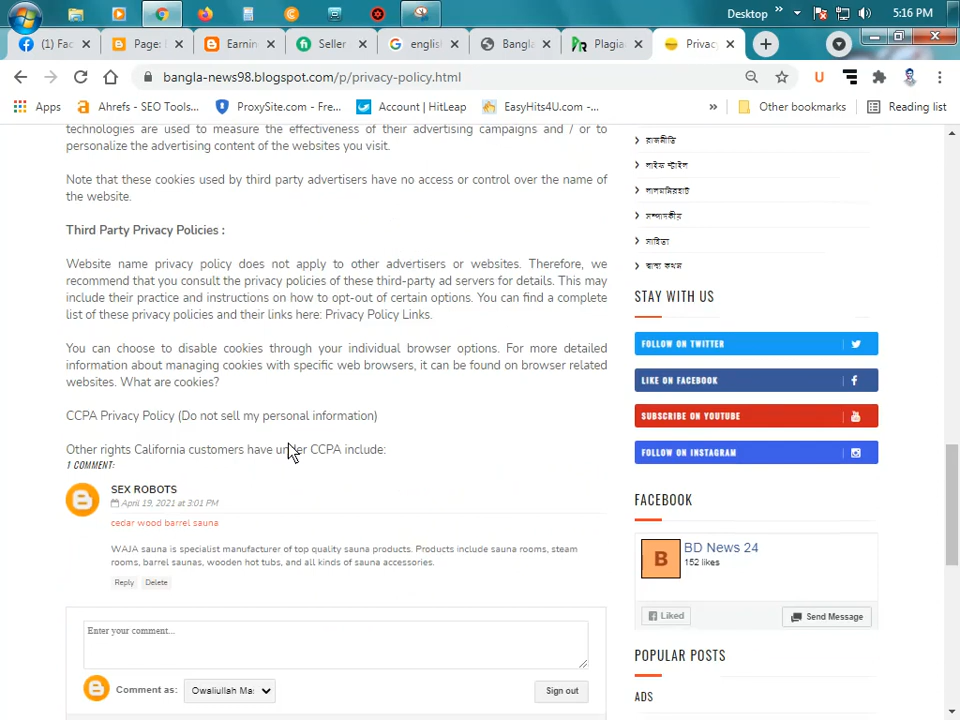 Desktop
»
5:16 PM
(1) Fac
Page:
Earnin
Seller
english
Bangla
Plagia
Privac
bangla-news98.blogspot.com/p/privacy-policy.html
Apps
Ahrefs - SEO Tools...
ProxySite.com - Fre...
Account | HitLeap
EasyHits4U.com -...
»
Other bookmarks
Reading list
technologies are used to measure the effectiveness of their advertising campaigns and / or to
personalize the advertising content of the websites you visit.
Note that these cookies used by third party advertisers have no access or control over the name of
the website.
Third Party Privacy Policies :
Website name privacy policy does not apply to other advertisers or websites. Therefore, we
recommend that you consult the privacy policies of these third-party ad servers for details. This may
include their practice and instructions on how to opt-out of certain options. You can find a complete
list of these privacy policies and their links here: Privacy Policy Links.
You can choose to disable cookies through your individual browser options. For more detailed
information about managing cookies with specific web browsers, it can be found on browser related
websites. What are cookies?
CCPA Privacy Policy (Do not sell my personal information)
Other rights California customers have under CCPA include:
1 COMMENT:
SEX ROBOTS
April 19, 2021 at 3:01 PM
cedar wood barrel sauna
WAJA sauna is specialist manufacturer of top quality sauna products. Products include sauna rooms, steam
rooms, barrel saunas, wooden hot tubs, and all kinds of sauna accessories.
Reply
Delete
Enter your comment...
Comment as:
Owaliullah Ma:
Sign out
রাজনীতি
লাইফ স্টাইল
লালমনিরহাট
সম্পাদকীয়
সাহিত্য
স্বাস্থ্য কথন
STAY WITH US
FOLLOW ON TWITTER
LIKE ON FACEBOOK
SUBSCRIBE ON YOUTUBE
FOLLOW ON INSTAGRAM
FACEBOOK
B
BD News 24
152 likes
Liked
Send Message
POPULAR POSTS
ADS